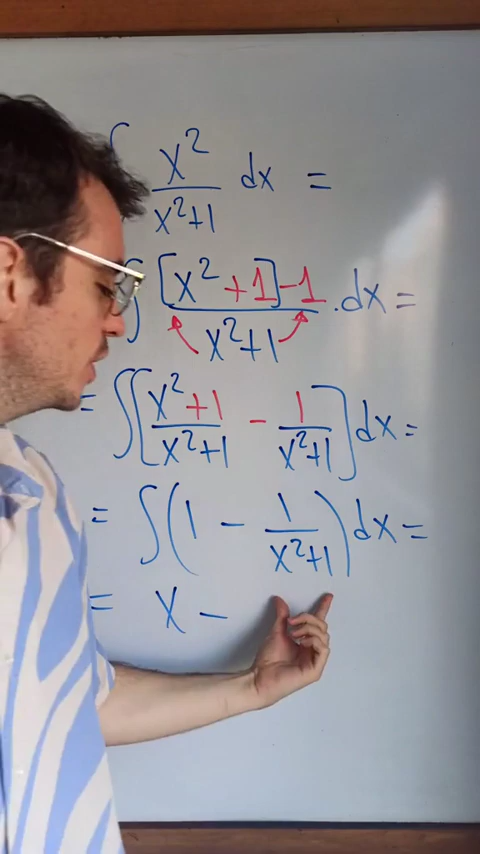 ∫ x²/(x²+1) dx =
∫ ([x²+1]-1)/(x²+1) . dx =
= ∫ [(x²+1)/(x²+1) - 1/(x²+1)] dx =
= ∫ (1 - 1/(x²+1)) dx =
= x -